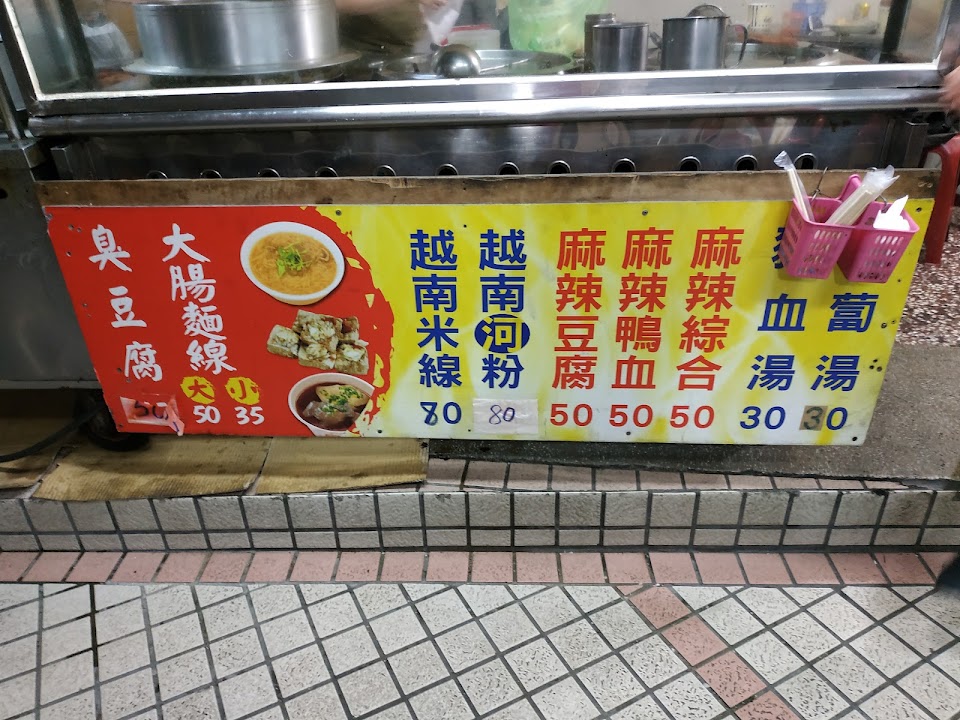 臭豆腐
50
大腸麵線
大 小
50 35
越南米線
80
越南河粉
80
麻辣豆腐
50
麻辣鴨血
50
麻辣綜合
50
血湯
30
蔔湯
30